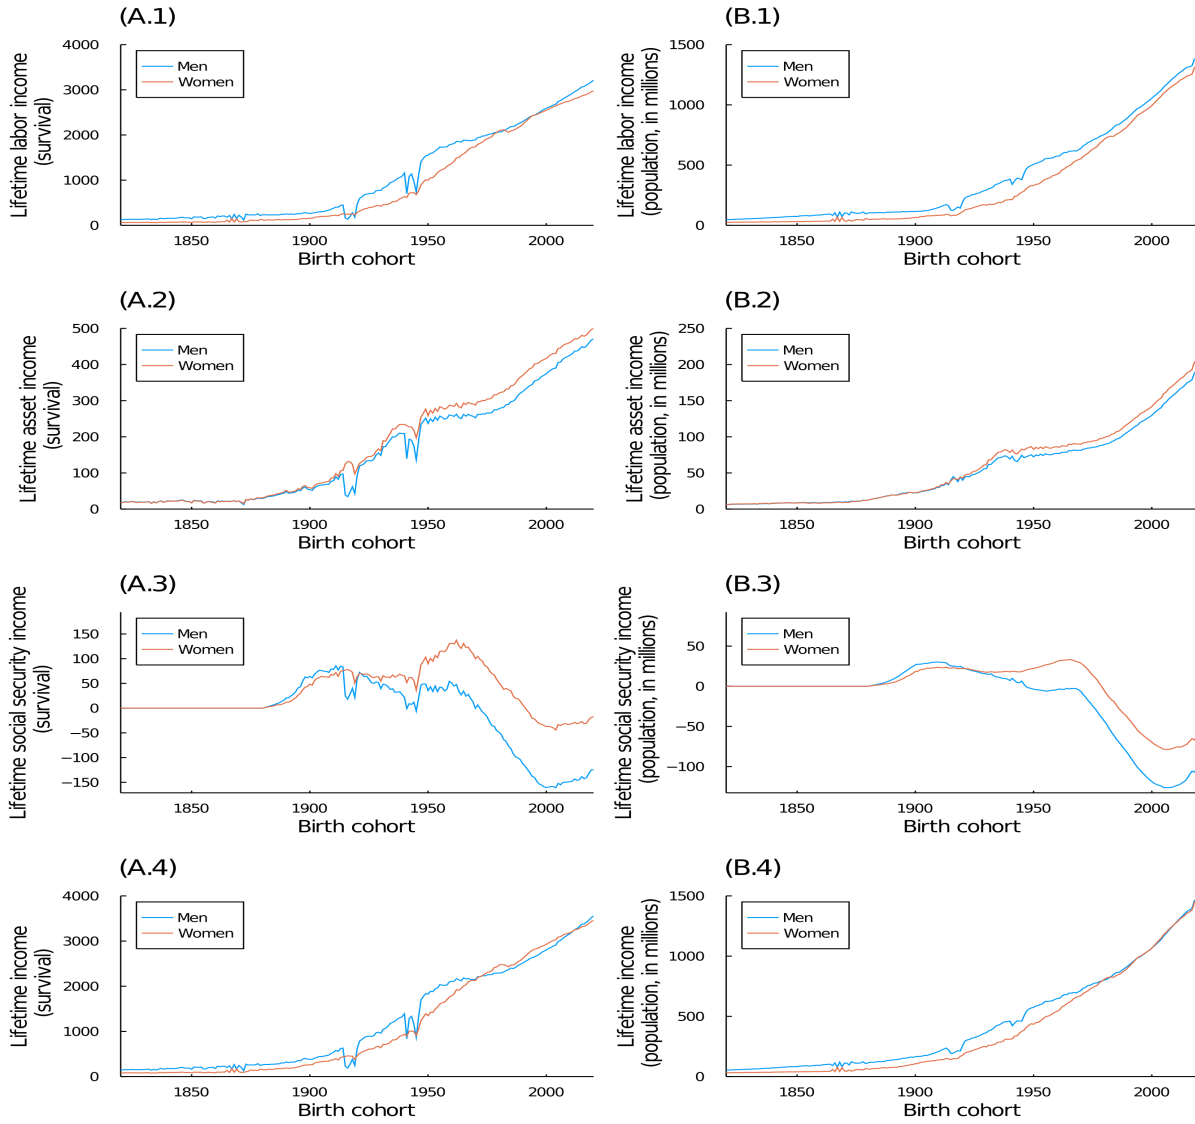 (A.1)
Lifetime labor income
(survival)
4000
3000
2000
1000
0
Men
Women
1850
1900
1950
2000
Birth cohort
(B.1)
Lifetime labor income
(population, in millions)
1500
1000
500
0
Men
Women
1850
1900
1950
2000
Birth cohort
(A.2)
Lifetime asset income
(survival)
500
400
300
200
100
0
Men
Women
1850
1900
1950
2000
Birth cohort
(B.2)
Lifetime asset income
(population, in millions)
250
200
150
100
50
0
Men
Women
1850
1900
1950
2000
Birth cohort
(A.3)
Lifetime social security income
(survival)
150
100
50
0
−50
−100
−150
Men
Women
1850
1900
1950
2000
Birth cohort
(B.3)
Lifetime social security income
(population, in millions)
50
0
−50
−100
Men
Women
1850
1900
1950
2000
Birth cohort
(A.4)
Lifetime income
(survival)
4000
3000
2000
1000
0
Men
Women
1850
1900
1950
2000
Birth cohort
(B.4)
Lifetime income
(population, in millions)
1500
1000
500
0
Men
Women
1850
1900
1950
2000
Birth cohort